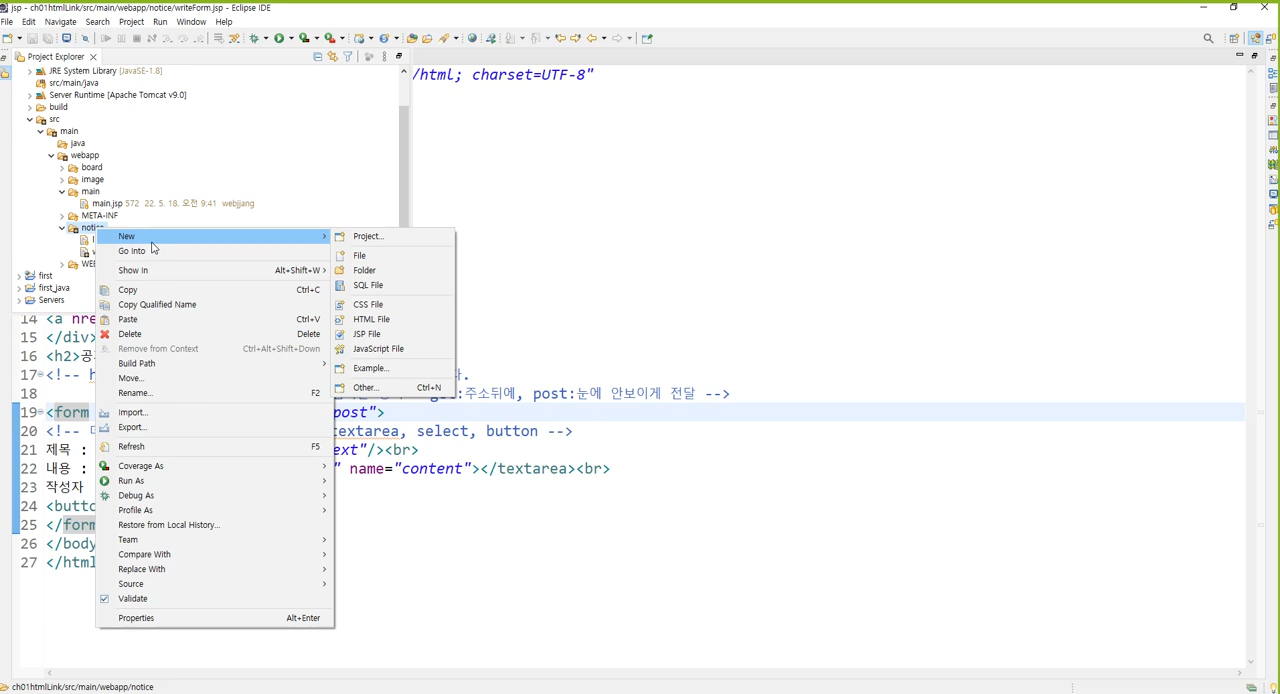 jsp - ch01htmlLink/src/main/webapp/notice/writeForm.jsp - Eclipse IDE
File Edit Navigate Search Project Run Window Help
Project Explorer
JRE System Library [JavaSE-1.8]
src/main/java
Server Runtime [Apache Tomcat v9.0]
build
src
main
java
webapp
board
image
main
main.jsp 572 22. 5. 18. 오전 9:41 webjjang
META-INF
notice
first
first_java
Servers
/html; charset=UTF-8"
New
Go Into
Show In Alt+Shift+W
Copy Ctrl+C
Copy Qualified Name
Paste Ctrl+V
Delete Delete
Remove from Context Ctrl+Alt+Shift+Down
Build Path
Move...
Rename... F2
Import...
Export...
Refresh F5
Coverage As
Run As
Debug As
Profile As
Restore from Local History...
Team
Compare With
Replace With
Source
Validate
Properties Alt+Enter
Project...
File
Folder
SQL File
CSS File
HTML File
JSP File
JavaScript File
Example...
Other... Ctrl+N
14 <a
15 </div>
16 <h2>
17 <!--
18 :주소뒤에, post:눈에 안보이게 전달 -->
19 <form post">
20 <!-- textarea, select, button -->
21 제목 : ext"/><br>
22 내용 : " name="content"></textarea><br>
23 작성자
24 <butto
25 </form
26 </body
27 </html
ch01htmlLink/src/main/webapp/notice